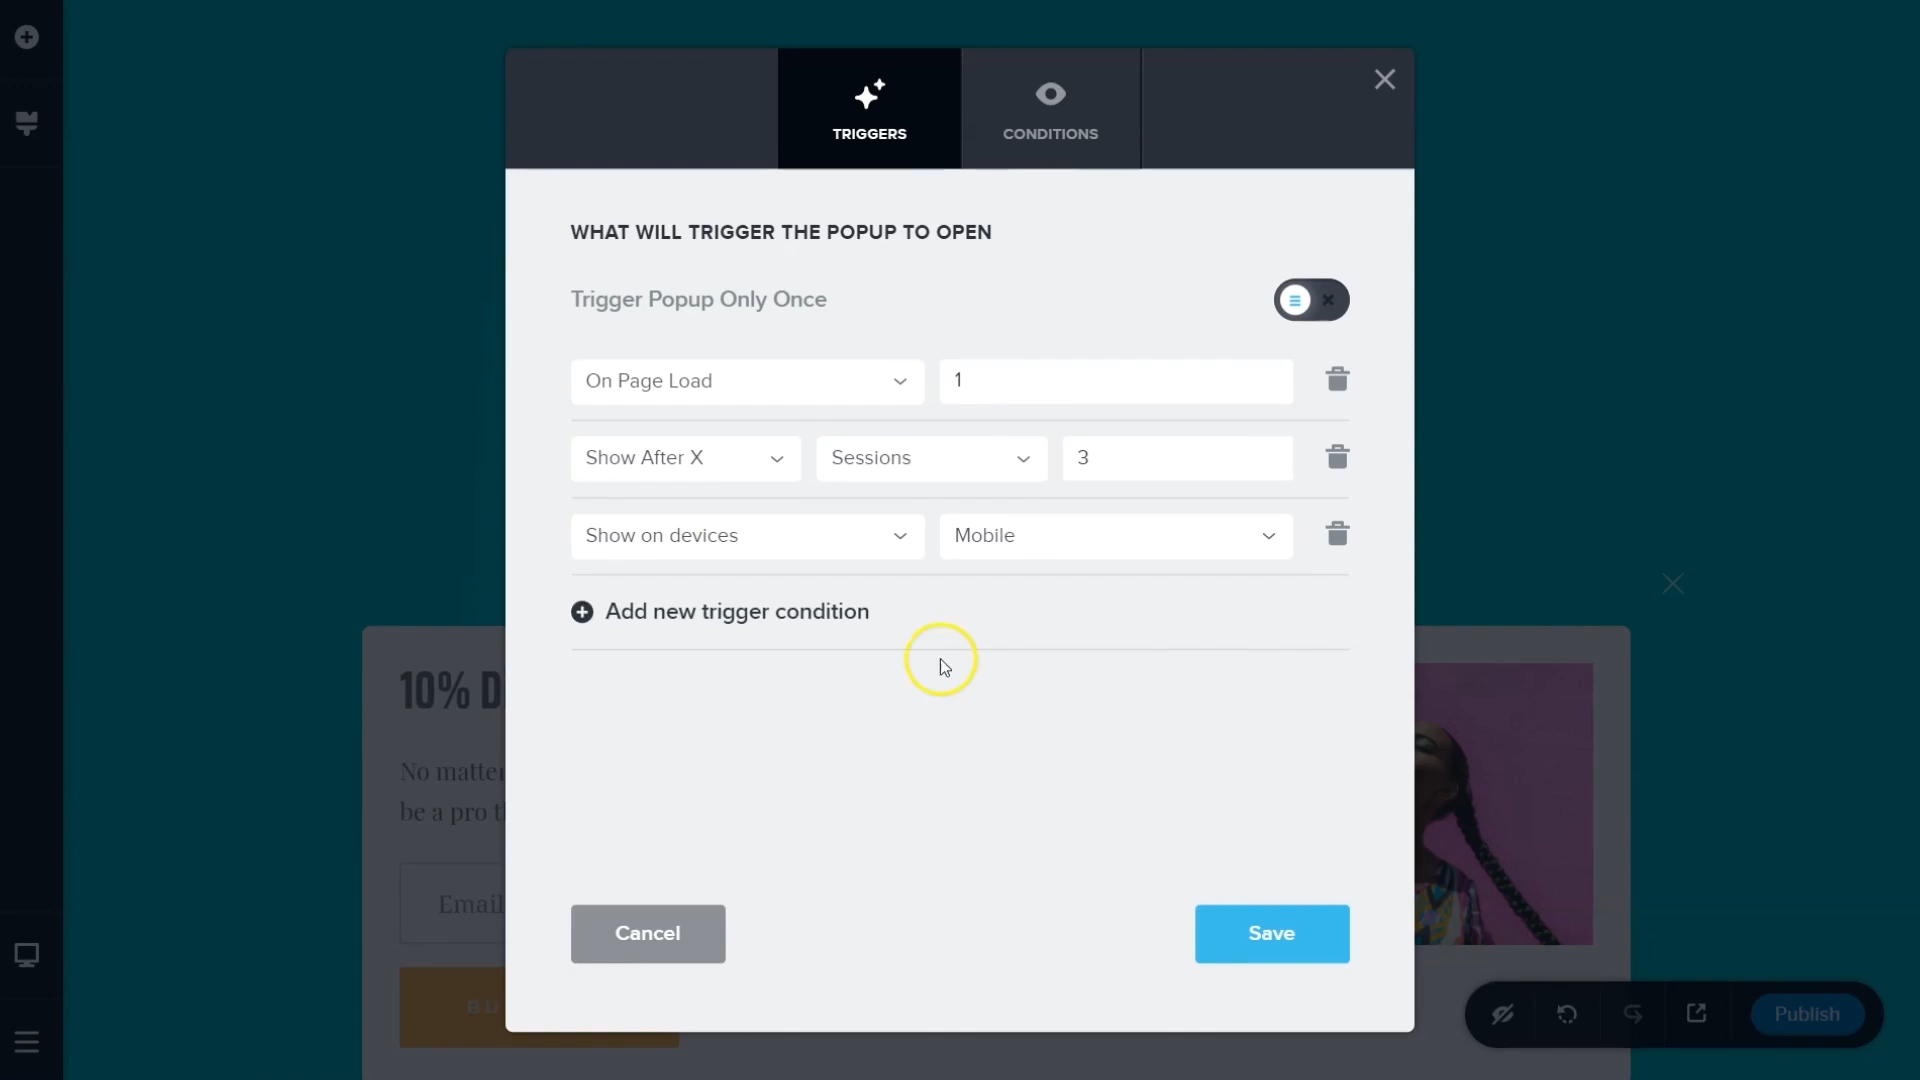 TRIGGERS
CONDITIONS
WHAT WILL TRIGGER THE POPUP TO OPEN
Trigger Popup Only Once
On Page Load 1
Show After X Sessions 3
Show on devices Mobile
Add new trigger condition
10% D
No matter
be a pro t
Email
Cancel Save
BU
Publish